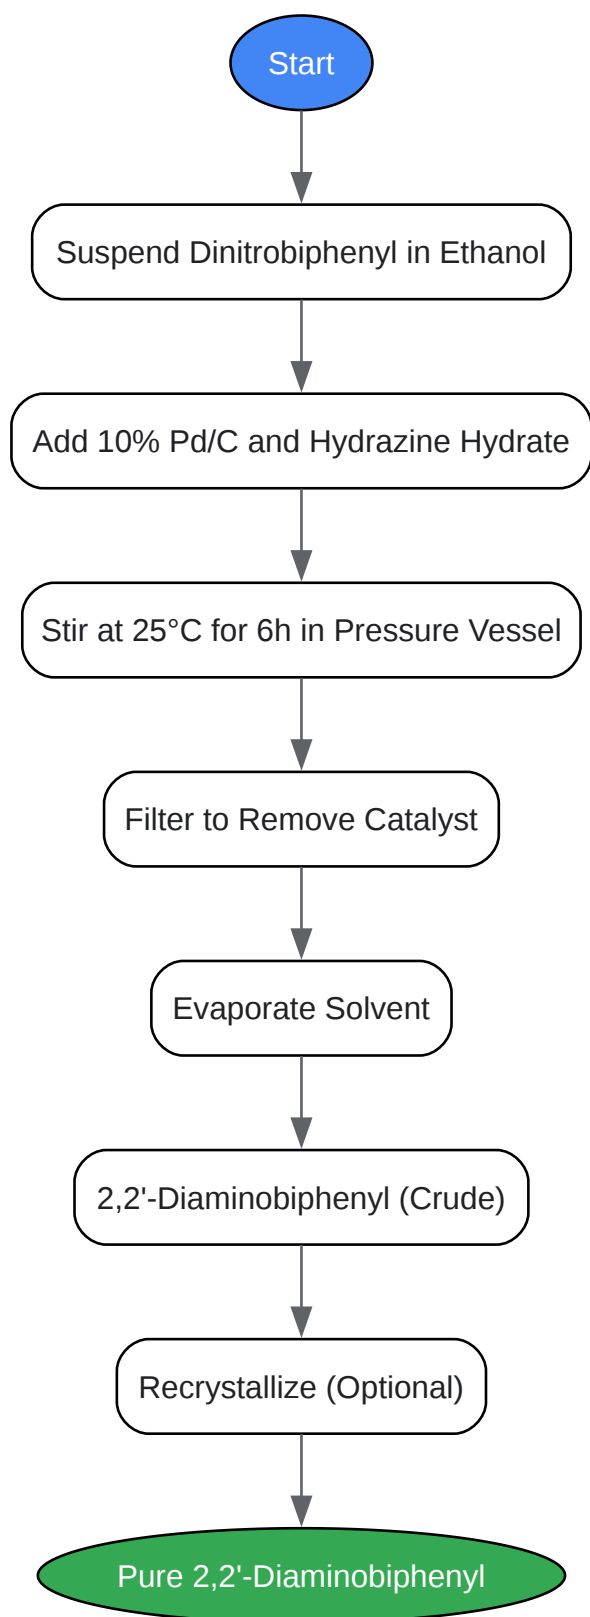 Start
Suspend Dinitrobiphenyl in Ethanol
Add 10% Pd/C and Hydrazine Hydrate
Stir at 25°C for 6h in Pressure Vessel
Filter to Remove Catalyst
Evaporate Solvent
2,2'-Diaminobiphenyl (Crude)
Recrystallize (Optional)
Pure 2,2'-Diaminobiphenyl